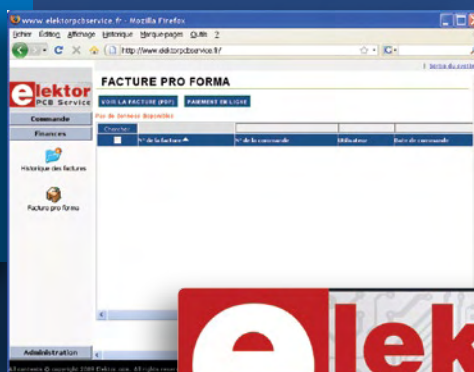 www.elektorpcbservice.fr - Mozilla Firefox
Fichier Édition Affichage Historique Marque-pages Outils ?
http://www.elektorpcbservice.fr/
elektor
PCB Service
FACTURE PRO FORMA
VOIR LA FACTURE (PDF) PAIEMENT EN LIGNE
Commande
Finances
Chercher
N° de la facture N° de la commande Utilisateur Date de commande
Historique des factures
Facture pro forma
Administration
elek